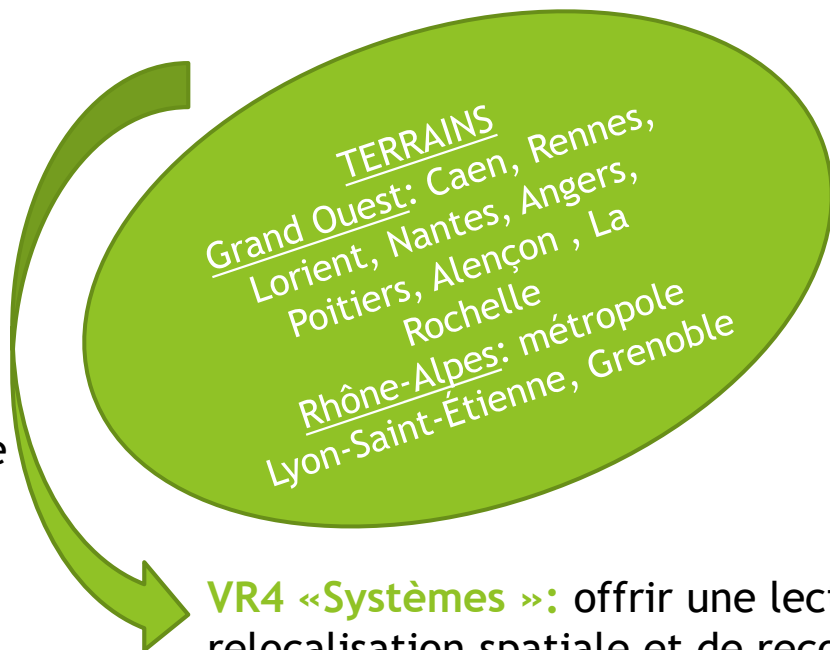 TERRAINS
Grand Ouest: Caen, Rennes,
Lorient, Nantes, Angers,
Poitiers, Alençon , La
Rochelle
Rhône-Alpes: métropole
Lyon-Saint-Étienne, Grenoble
e
VR4 «Systèmes »: offrir une lect
relocalisation spatiale et de reco